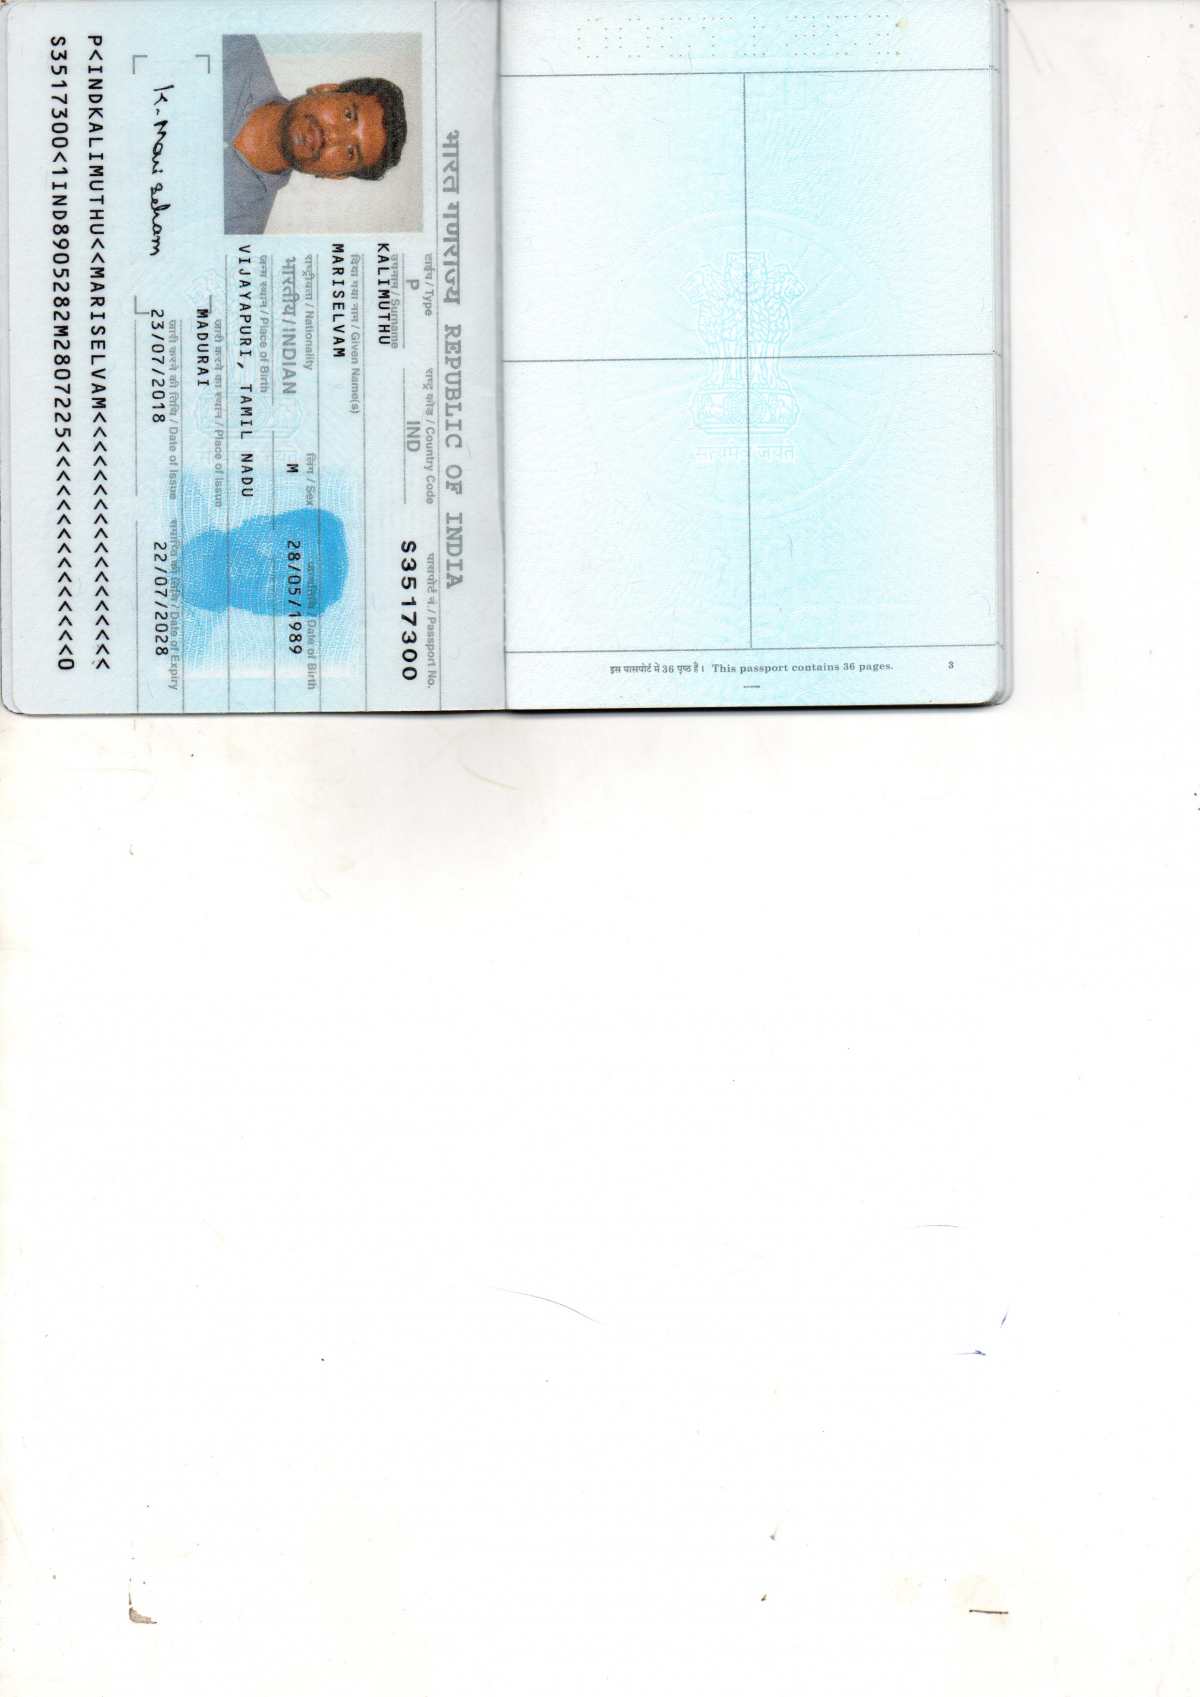 भारत गणराज्य REPUBLIC OF INDIA
टाईप / Type
राष्ट्र कोड / Country Code
पासपोर्ट नं. / Passport No.
P
IND
S3517300
उपनाम / Surname
KALIMUTHU
दिया गया नाम / Given Name(s)
MARISELVAM
राष्ट्रीयता / Nationality
लिंग / Sex
जन्मतिथि / Date of Birth
भारतीय / INDIAN
M
28/05/1989
जन्म स्थान / Place of Birth
VIJAYAPURI, TAMIL NADU
जारी करने का स्थान / Place of Issue
MADURAI
जारी करने की तिथि / Date of Issue
समाप्ति की तिथि / Date of Expiry
23/07/2018
22/07/2028
K. Mariselvam
P<INDKALIMUTHU<<MARISELVAM<<<<<<<<<<<<<<<<<<
S3517300<1IND8905282M2807225<<<<<<<<<<<<<<<0
सत्यमेव जयते
इस पासपोर्ट में 36 पृष्ठ है। This passport contains 36 pages.
3